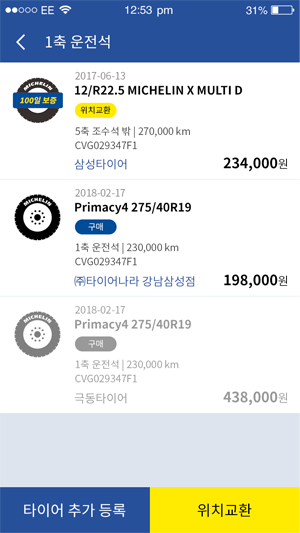 EE 12:53 pm 31%
1축 운전석
2017-06-13
MICHELIN
100일 보증
12/R22.5 MICHELIN X MULTI D
위치교환
5축 조수석 밖 | 270,000 km
CVG029347F1
삼성타이어 234,000원
2018-02-17
MICHELIN
Primacy4 275/40R19
구매
1축 운전석 | 230,000 km
CVG029347F1
㈜타이어나라 강남삼성점 198,000원
2018-02-17
MICHELIN
Primacy4 275/40R19
구매
1축 운전석 | 230,000 km
CVG029347F1
극동타이어 438,000원
타이어 추가 등록 위치교환